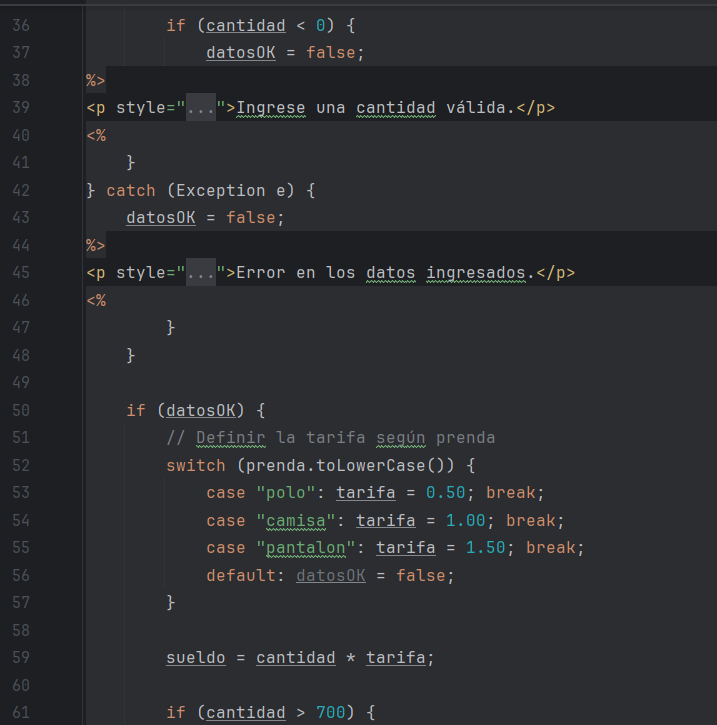 36 if (cantidad < 0) {
37 datosOK = false;
38 %>
39 <p style="...">Ingrese una cantidad válida.</p>
40 <%
41 }
42 } catch (Exception e) {
43 datosOK = false;
44 %>
45 <p style="...">Error en los datos ingresados.</p>
46 <%
47 }
48 }
49
50 if (datosOK) {
51 // Definir la tarifa según prenda
52 switch (prenda.toLowerCase()) {
53 case "polo": tarifa = 0.50; break;
54 case "camisa": tarifa = 1.00; break;
55 case "pantalon": tarifa = 1.50; break;
56 default: datosOK = false;
57 }
58
59 sueldo = cantidad * tarifa;
60
61 if (cantidad > 700) {